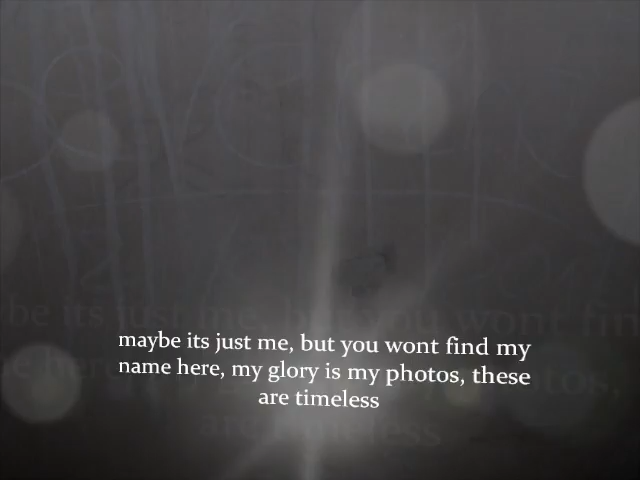 maybe its just me, but you wont find my
name here, my glory is my photos, these
are timeless